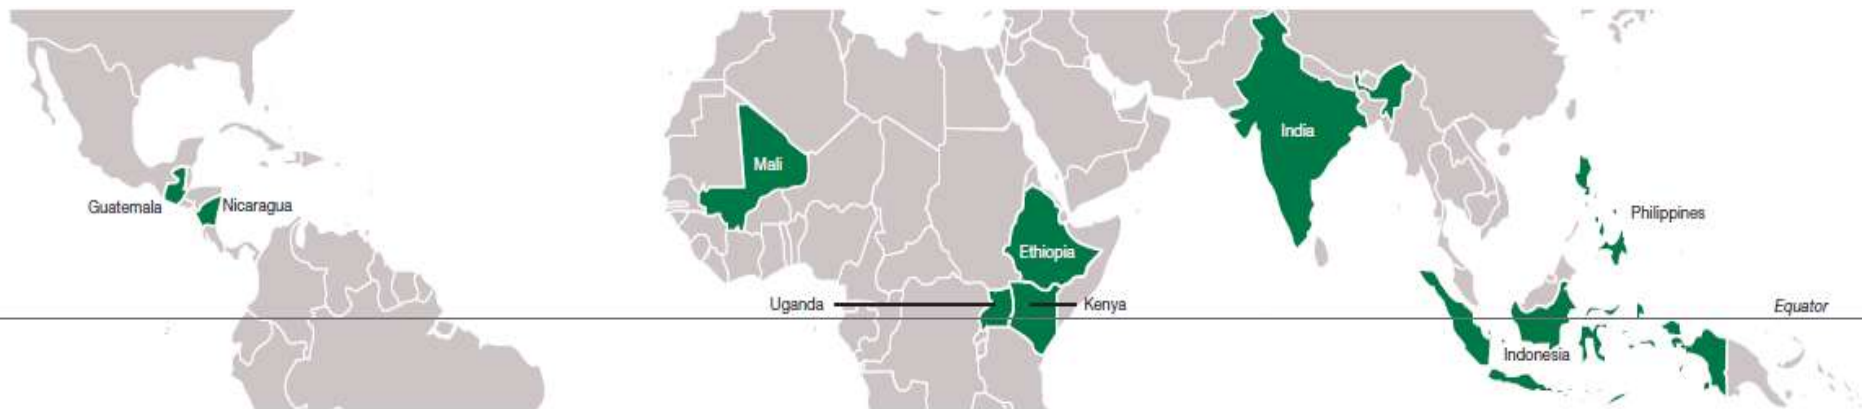 India
Mali
Guatemala
Nicaragua
Philippines
Ethiopia
Uganda
Kenya
Equator
Indonesia